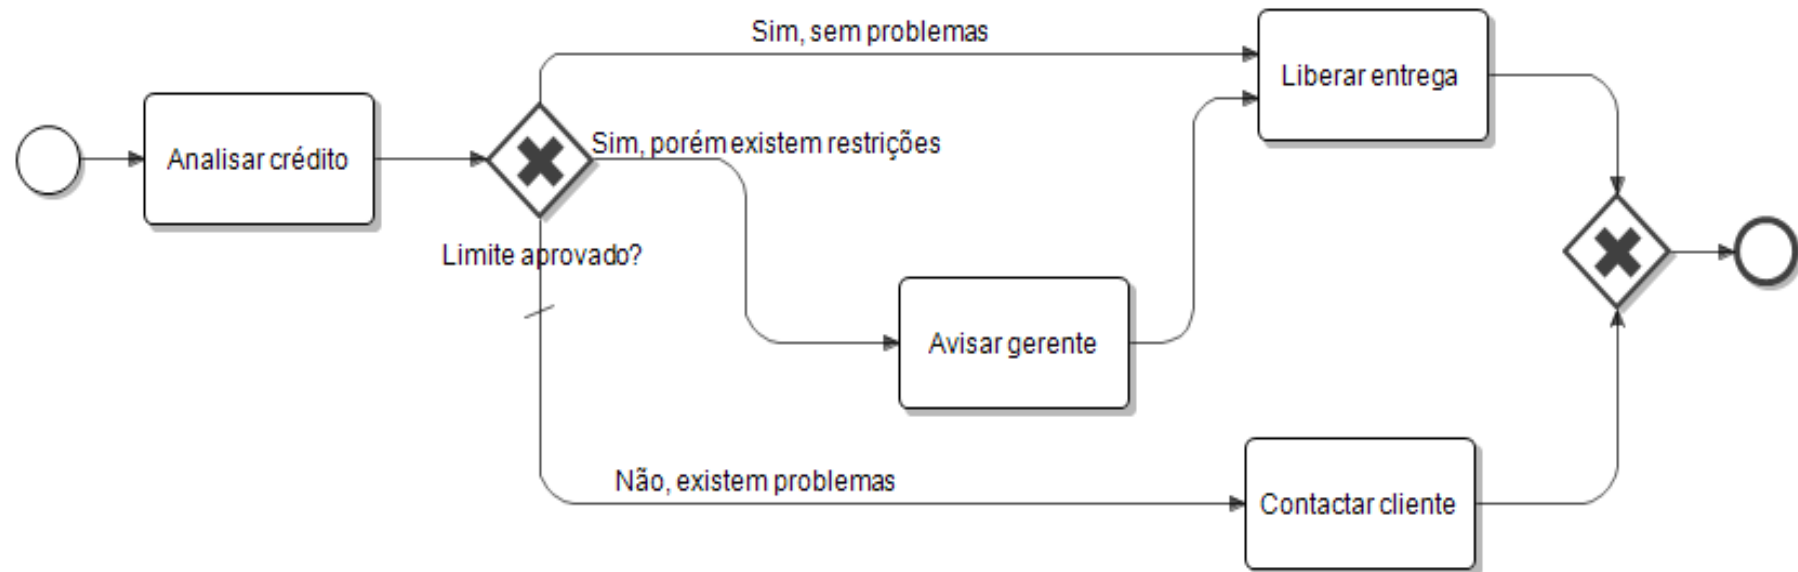 Sim, sem problemas
Liberar entrega
Analisar crédito
Sim, porém existem restrições
Limite aprovado?
Avisar gerente
Não, existem problemas
Contactar cliente